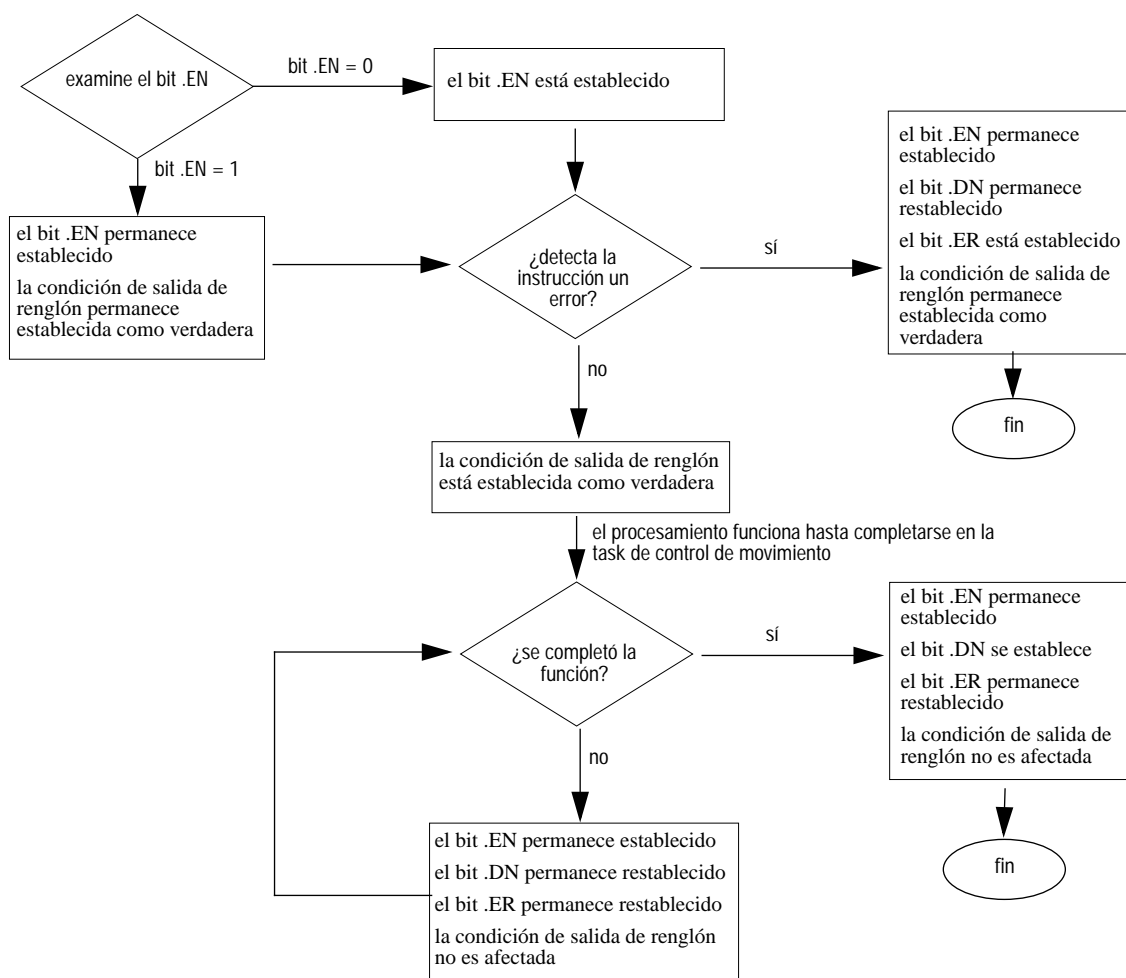 examine el bit .EN
bit .EN = 0
el bit .EN está establecido
bit .EN = 1
el bit .EN permanece
establecido
la condición de salida de
renglón permanece
establecida como verdadera
¿detecta la
instrucción un
error?
sí
el bit .EN permanece
establecido
el bit .DN permanece
restablecido
el bit .ER está establecido
la condición de salida de
renglón permanece
establecida como
verdadera
fin
no
la condición de salida de renglón
está establecida como verdadera
el procesamiento funciona hasta completarse en la
task de control de movimiento
¿se completó la
función?
sí
el bit .EN permanece
establecido
el bit .DN se establece
el bit .ER permanece
restablecido
la condición de salida de
renglón no es afectada
fin
no
el bit .EN permanece establecido
el bit .DN permanece restablecido
el bit .ER permanece restablecido
la condición de salida de renglón
no es afectada